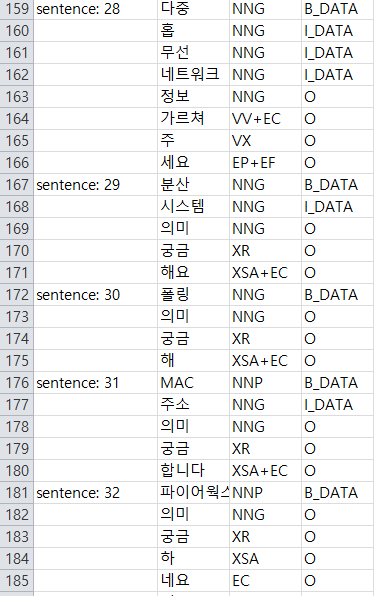 159 sentence: 28 다중 NNG B_DATA
160 홉 NNG I_DATA
161 무선 NNG I_DATA
162 네트워크 NNG I_DATA
163 정보 NNG O
164 가르쳐 VV+EC O
165 주 VX O
166 세요 EP+EF O
167 sentence: 29 분산 NNG B_DATA
168 시스템 NNG I_DATA
169 의미 NNG O
170 궁금 XR O
171 해요 XSA+EC O
172 sentence: 30 폴링 NNG B_DATA
173 의미 NNG O
174 궁금 XR O
175 해 XSA+EC O
176 sentence: 31 MAC NNP B_DATA
177 주소 NNG I_DATA
178 의미 NNG O
179 궁금 XR O
180 합니다 XSA+EC O
181 sentence: 32 파이어웍스 NNP B_DATA
182 의미 NNG O
183 궁금 XR O
184 하 XSA O
185 네요 EC O